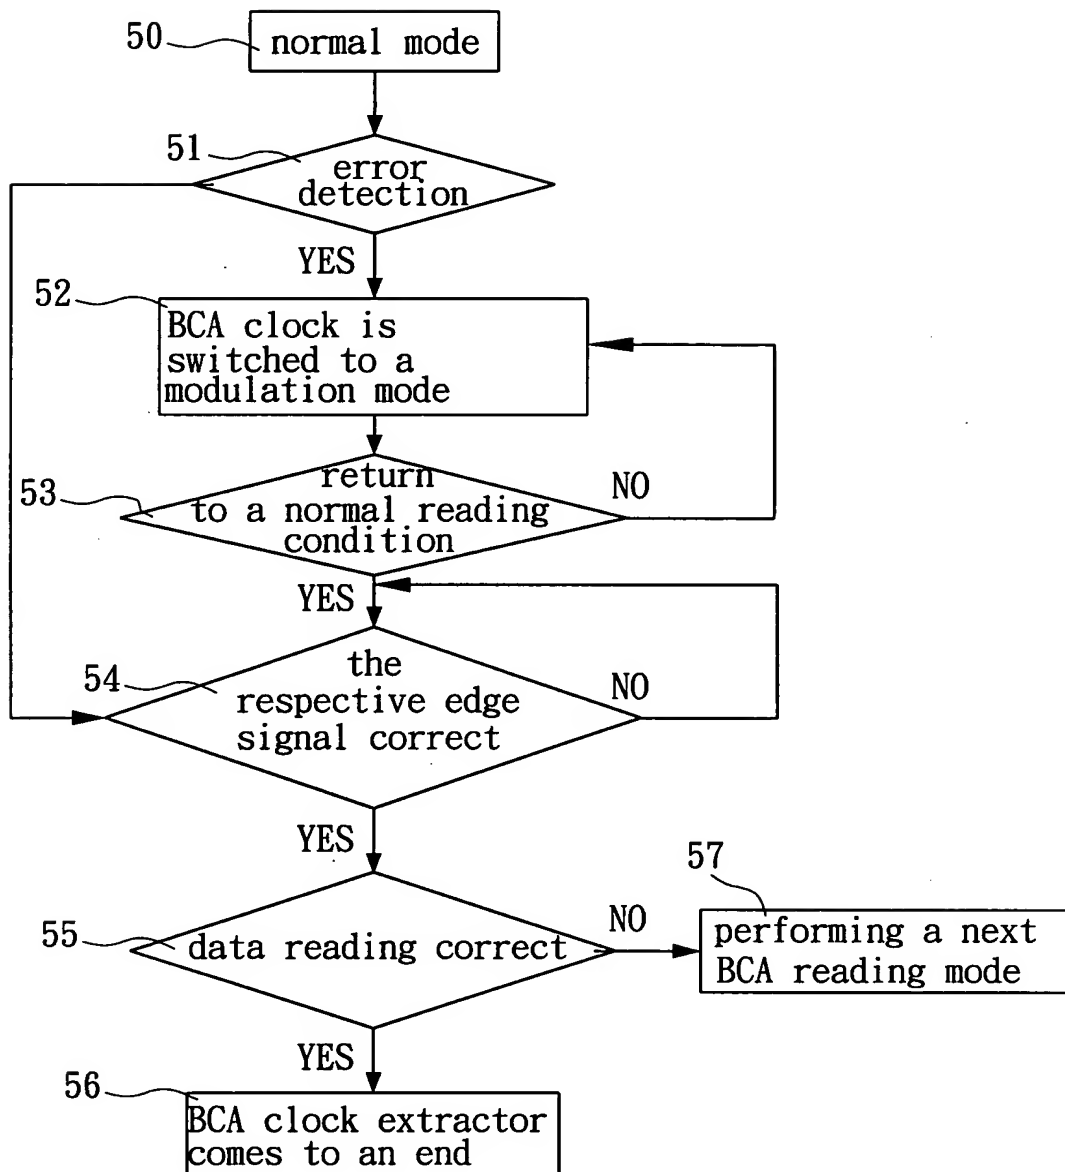 50
normal mode
51
error
detection
YES
52
BCA clock is
switched to a
modulation mode
53
return
to a normal reading
condition
NO
YES
54
the
respective edge
signal correct
NO
YES
55
data reading correct
NO
57
performing a next
BCA reading mode
YES
56
BCA clock extractor
comes to an end